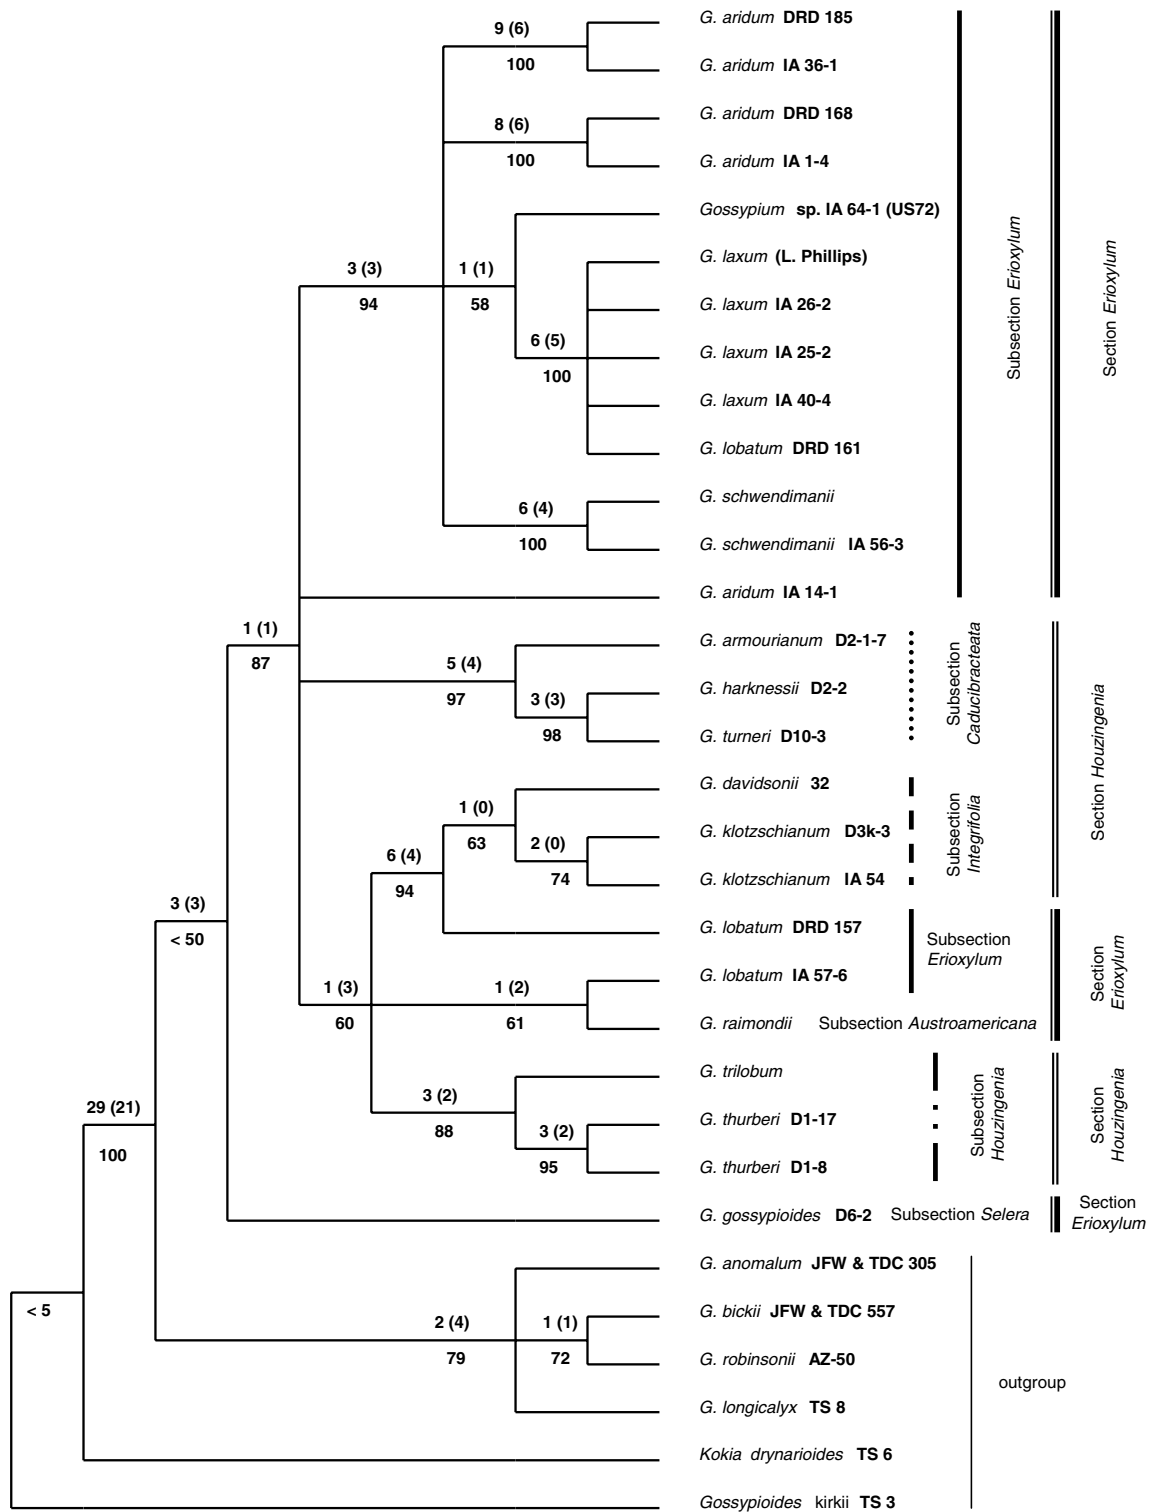 G. aridum DRD 185
9 (6)
100
G. aridum IA 36-1
G. aridum DRD 168
8 (6)
100
G. aridum IA 1-4
Gossypium sp. IA 64-1 (US72)
G. laxum (L. Phillips)
3 (3)
94
1 (1)
58
G. laxum IA 26-2
6 (5)
100
G. laxum IA 25-2
G. laxum IA 40-4
G. lobatum DRD 161
G. schwendimanii
6 (4)
100
G. schwendimanii IA 56-3
G. aridum IA 14-1
Subsection Erioxylum
Section Erioxylum
1 (1)
87
G. armourianum D2-1-7
5 (4)
97
G. harknessii D2-2
3 (3)
98
G. turneri D10-3
Subsection
Caducibracteata
G. davidsonii 32
1 (0)
63
G. klotzschianum D3k-3
2 (0)
74
G. klotzschianum IA 54
Subsection
Integrifolia
Section Houzingenia
6 (4)
94
3 (3)
< 50
G. lobatum DRD 157
Subsection
Erioxylum
G. lobatum IA 57-6
1 (3)
60
1 (2)
61
G. raimondii Subsection Austroamericana
Section
Erioxylum
G. trilobum
3 (2)
88
G. thurberi D1-17
3 (2)
95
G. thurberi D1-8
Subsection
Houzingenia
Section
Houzingenia
29 (21)
100
G. gossypioides D6-2 Subsection Selera
Section
Erioxylum
G. anomalum JFW & TDC 305
< 5
G. bickii JFW & TDC 557
2 (4)
79
1 (1)
72
G. robinsonii AZ-50
outgroup
G. longicalyx TS 8
Kokia drynarioides TS 6
Gossypioides kirkii TS 3